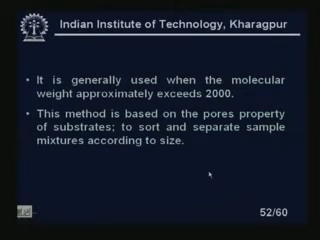 Indian Institute of Technology, Kharagpur
• It is generally used when the molecular
weight approximately exceeds 2000.
• This method is based on the pores property
of substrates; to sort and separate sample
mixtures according to size.
52/60